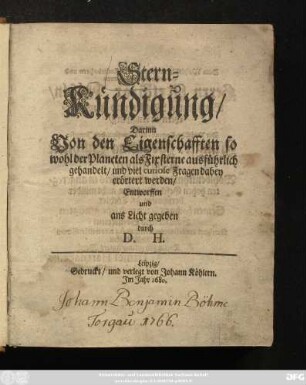 Stern-
Kündigung/
Darinn
Von den Eigenschafften so
wohl der Planeten als Fixsterne ausführlich
gehandelt/ und viel curiose Fragen dabey
erörtert werden/
Entworffen
und
ans Licht gegeben
durch
D. H.
Leipzig/
Gedruckt/ und verlegt von Johann Köhlern.
Im Jahr 1680.
Johann Benjamin Böhme
Torgau 1766.